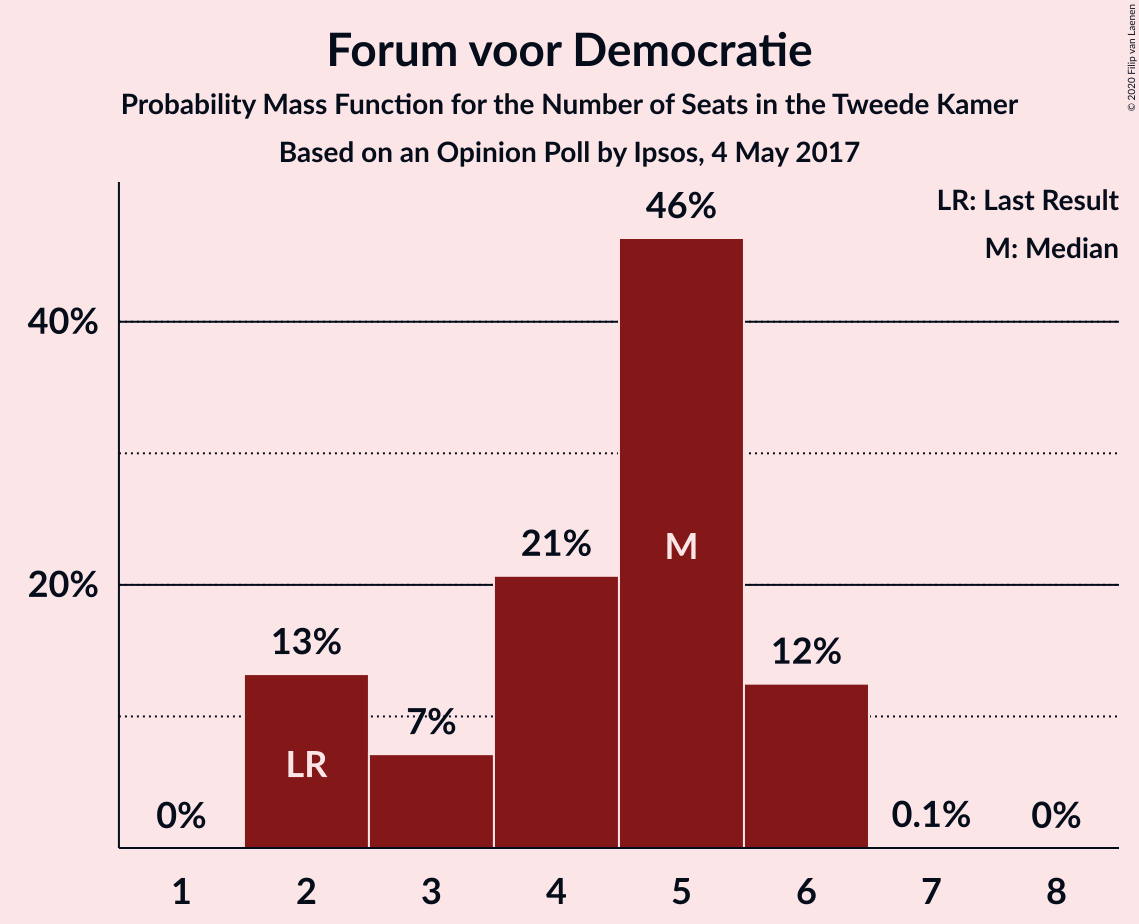 Forum voor Democratie
Probability Mass Function for the Number of Seats in the Tweede Kamer
Based on an Opinion Poll by Ipsos, 4 May 2017
© 2020 Filip van Laenen
LR: Last Result
M: Median
46%
40%
21%
M
20%
13%
12%
7%
LR
0%
0.1%
0%
1 2 3 4 5 6 7 8